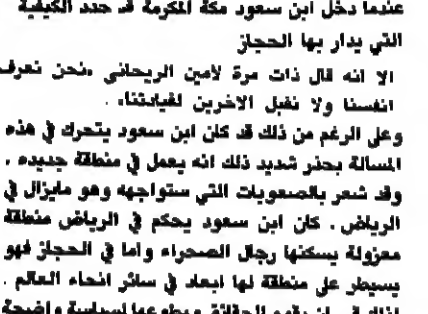 عندما دخل ابن سعود مكة المكرمة قد حدد الكيفية
التي يدار بها الحجاز
الا انه قال ذات مرة لامين الريحاني «نحن نعرف
انفسنا ولا نقبل الاخرين لقيادتنا» .
وعلى الرغم من ذلك قد كان ابن سعود يتحرك في هذه
المسالة بحذر شديد ذلك انه يعمل في منطقة جديده .
وقد شعر بالصعوبات التي ستواجهه وهو مايزال في
الرياض . كان ابن سعود يحكم في الرياض منطقة
معزولة يسكنها رجال الصحراء واما في الحجاز فهو
يسيطر على منطقة لها ابعاد في سائر انحاء العالم .
الحقائق لسياسة واضحة